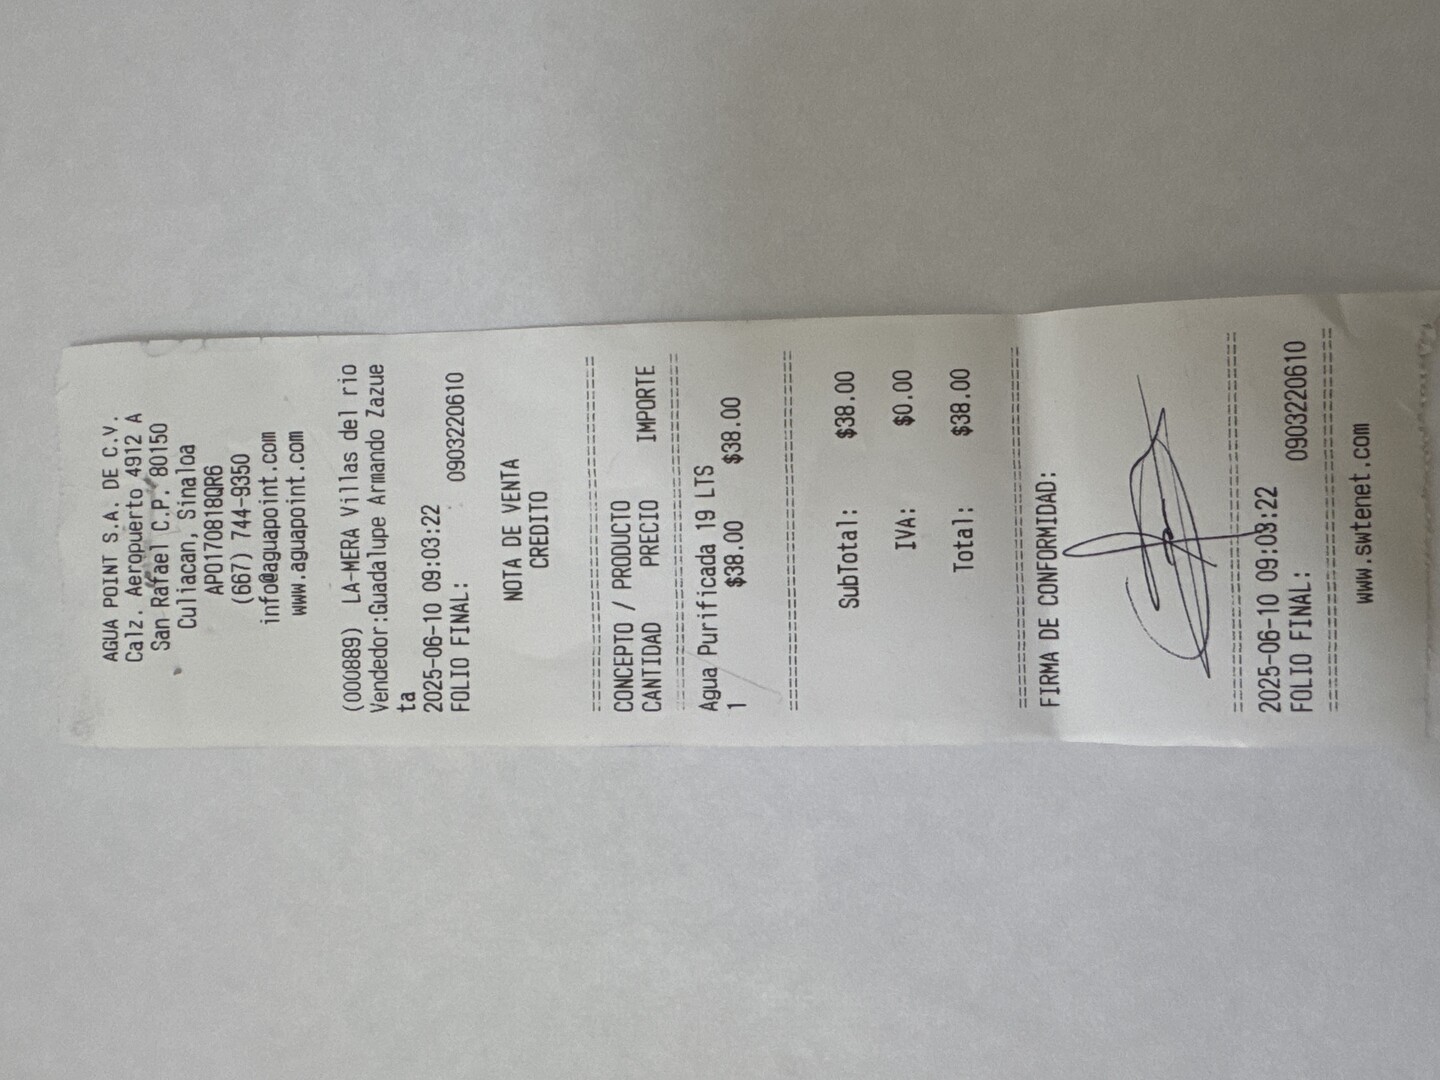 AGUA POINT S.A. DE C.V.
Calz. Aeropuerto 4912 A
San Rafael C.P. 80150
Culiacan, Sinaloa
APO170818QR6
(667) 744-9350
info@aguapoint.com
www.aguapoint.com
(000889) LA-MERA Villas del rio
Vendedor:Guadalupe Armando Zazue
ta
2025-06-10 09:03:22
FOLIO FINAL: 0903220610
NOTA DE VENTA
CREDITO
================================
CONCEPTO / PRODUCTO
CANTIDAD PRECIO IMPORTE
================================
Agua Purificada 19 LTS
1 $38.00 $38.00
================================
SubTotal: $38.00
IVA: $0.00
Total: $38.00
================================
FIRMA DE CONFORMIDAD:
================================
2025-06-10 09:03:22
FOLIO FINAL: 0903220610
================================
www.swtenet.com